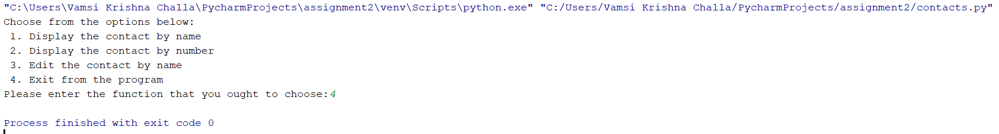 "C:\Users\Vamsi Krishna Challa\PycharmProjects\assignment2\venv\Scripts\python.exe" "C:/Users/Vamsi Krishna Challa/PycharmProjects/assignment2/contacts.py"
Choose from the options below:
 1. Display the contact by name
 2. Display the contact by number
 3. Edit the contact by name
 4. Exit from the program
Please enter the function that you ought to choose:4
Process finished with exit code 0